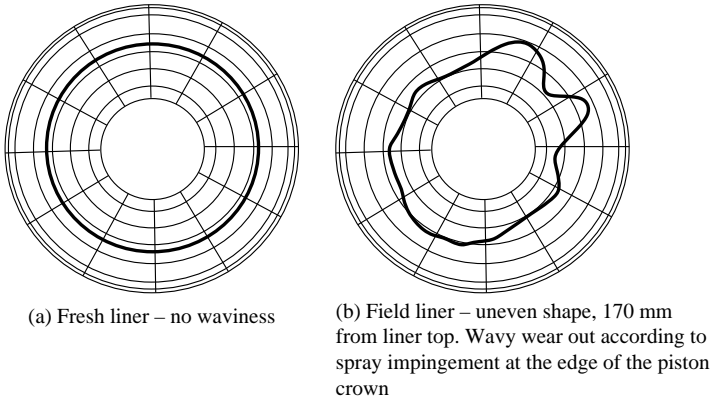 (a) Fresh liner – no waviness
(b) Field liner – uneven shape, 170 mm
from liner top. Wavy wear out according to
spray impingement at the edge of the piston
crown